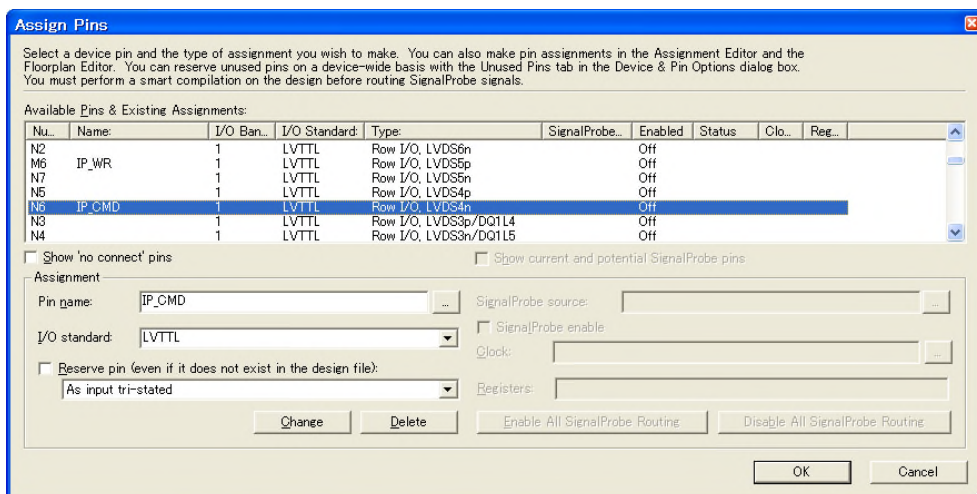 Assign Pins
Select a device pin and the type of assignment you wish to make. You can also make pin assignments in the Assignment Editor and the
Floorplan Editor. You can reserve unused pins on a device-wide basis with the Unused Pins tab in the Device & Pin Options dialog box.
You must perform a smart compilation on the design before routing SignalProbe signals.
Available Pins & Existing Assignments:
Nu... Name: I/O Ban... I/O Standard: Type: SignalProbe... Enabled Status Clo... Reg...
N2 1 LVTTL Row I/O, LVDS6n Off
M6 IP_WR 1 LVTTL Row I/O, LVDS5p Off
N7 1 LVTTL Row I/O, LVDS5n Off
N5 1 LVTTL Row I/O, LVDS4p Off
N6 IP_CMD 1 LVTTL Row I/O, LVDS4n Off
N3 1 LVTTL Row I/O, LVDS3p/DQ1L4 Off
N4 1 LVTTL Row I/O, LVDS3n/DQ1L5 Off
Show 'no connect' pins Show current and potential SignalProbe pins
Assignment
Pin name: IP_CMD ... SignalProbe source: ...
SignalProbe enable
I/O standard: LVTTL
Clock: ...
Reserve pin (even if it does not exist in the design file):
As input tri-stated Registers:
Change Delete Enable All SignalProbe Routing Disable All SignalProbe Routing
OK Cancel